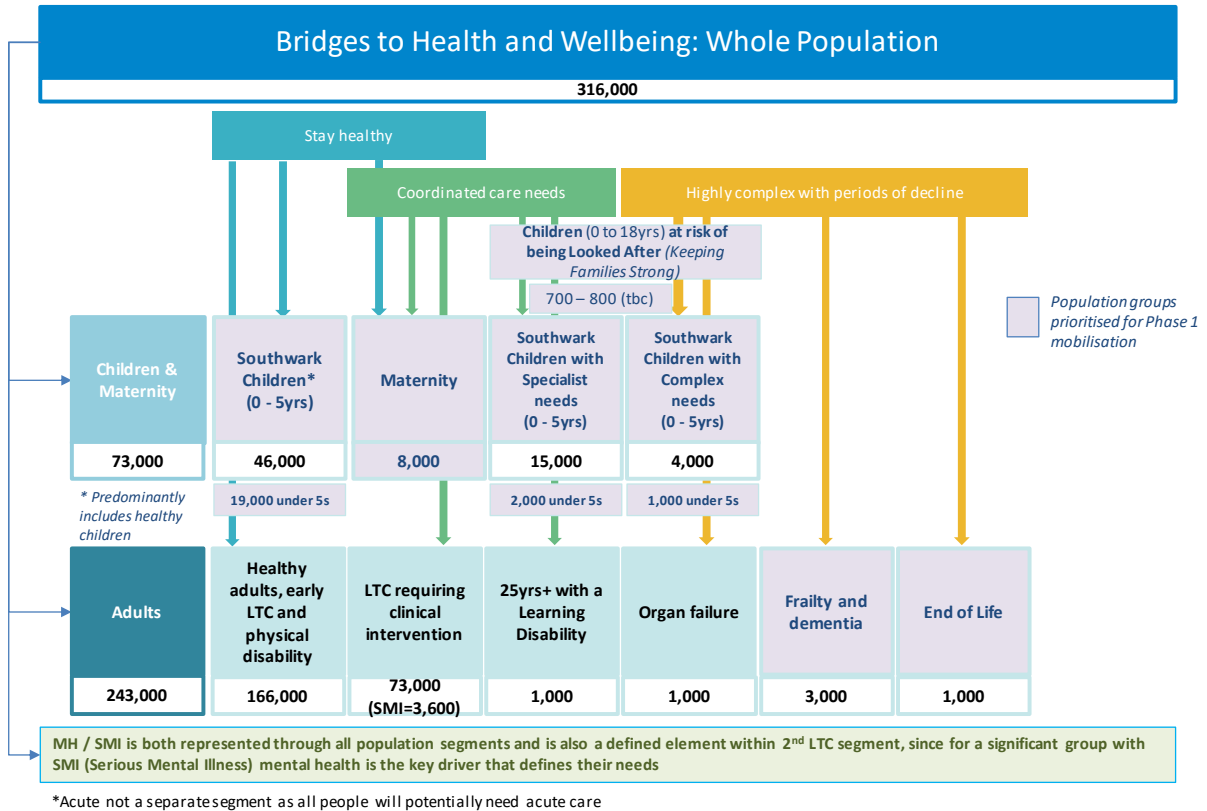 Bridges to Health and Wellbeing: Whole Population
316,000
Stay healthy
Coordinated care needs
Highly complex with periods of decline
Children (0 to 18yrs) at risk
of being Looked After (Keeping
Families Strong)
700 – 800 (tbc)
Population groups
prioritised for Phase 1
mobilisation
Children &
Maternity
73,000
Southwark
Children*
(0 - 5yrs)
46,000
Maternity
8,000
Southwark
Children with
Specialist
needs
(0 - 5yrs)
15,000
Southwark
Children with
Complex
needs
(0 - 5yrs)
4,000
* Predominantly
includes healthy
children
19,000 under 5s
2,000 under 5s
1,000 under 5s
Adults
243,000
Healthy
adults, early
LTC and
physical
disability
166,000
LTC requiring
clinical
intervention
73,000
(SMI=3,600)
25yrs+ with a
Learning
Disability
1,000
Organ failure
1,000
Frailty and
dementia
3,000
End of Life
1,000
MH / SMI is both represented through all population segments and is also a defined element within 2nd LTC segment, since for a significant group with
SMI (Serious Mental Illness) mental health is the key driver that defines their needs
*Acute not a separate segment as all people will potentially need acute care